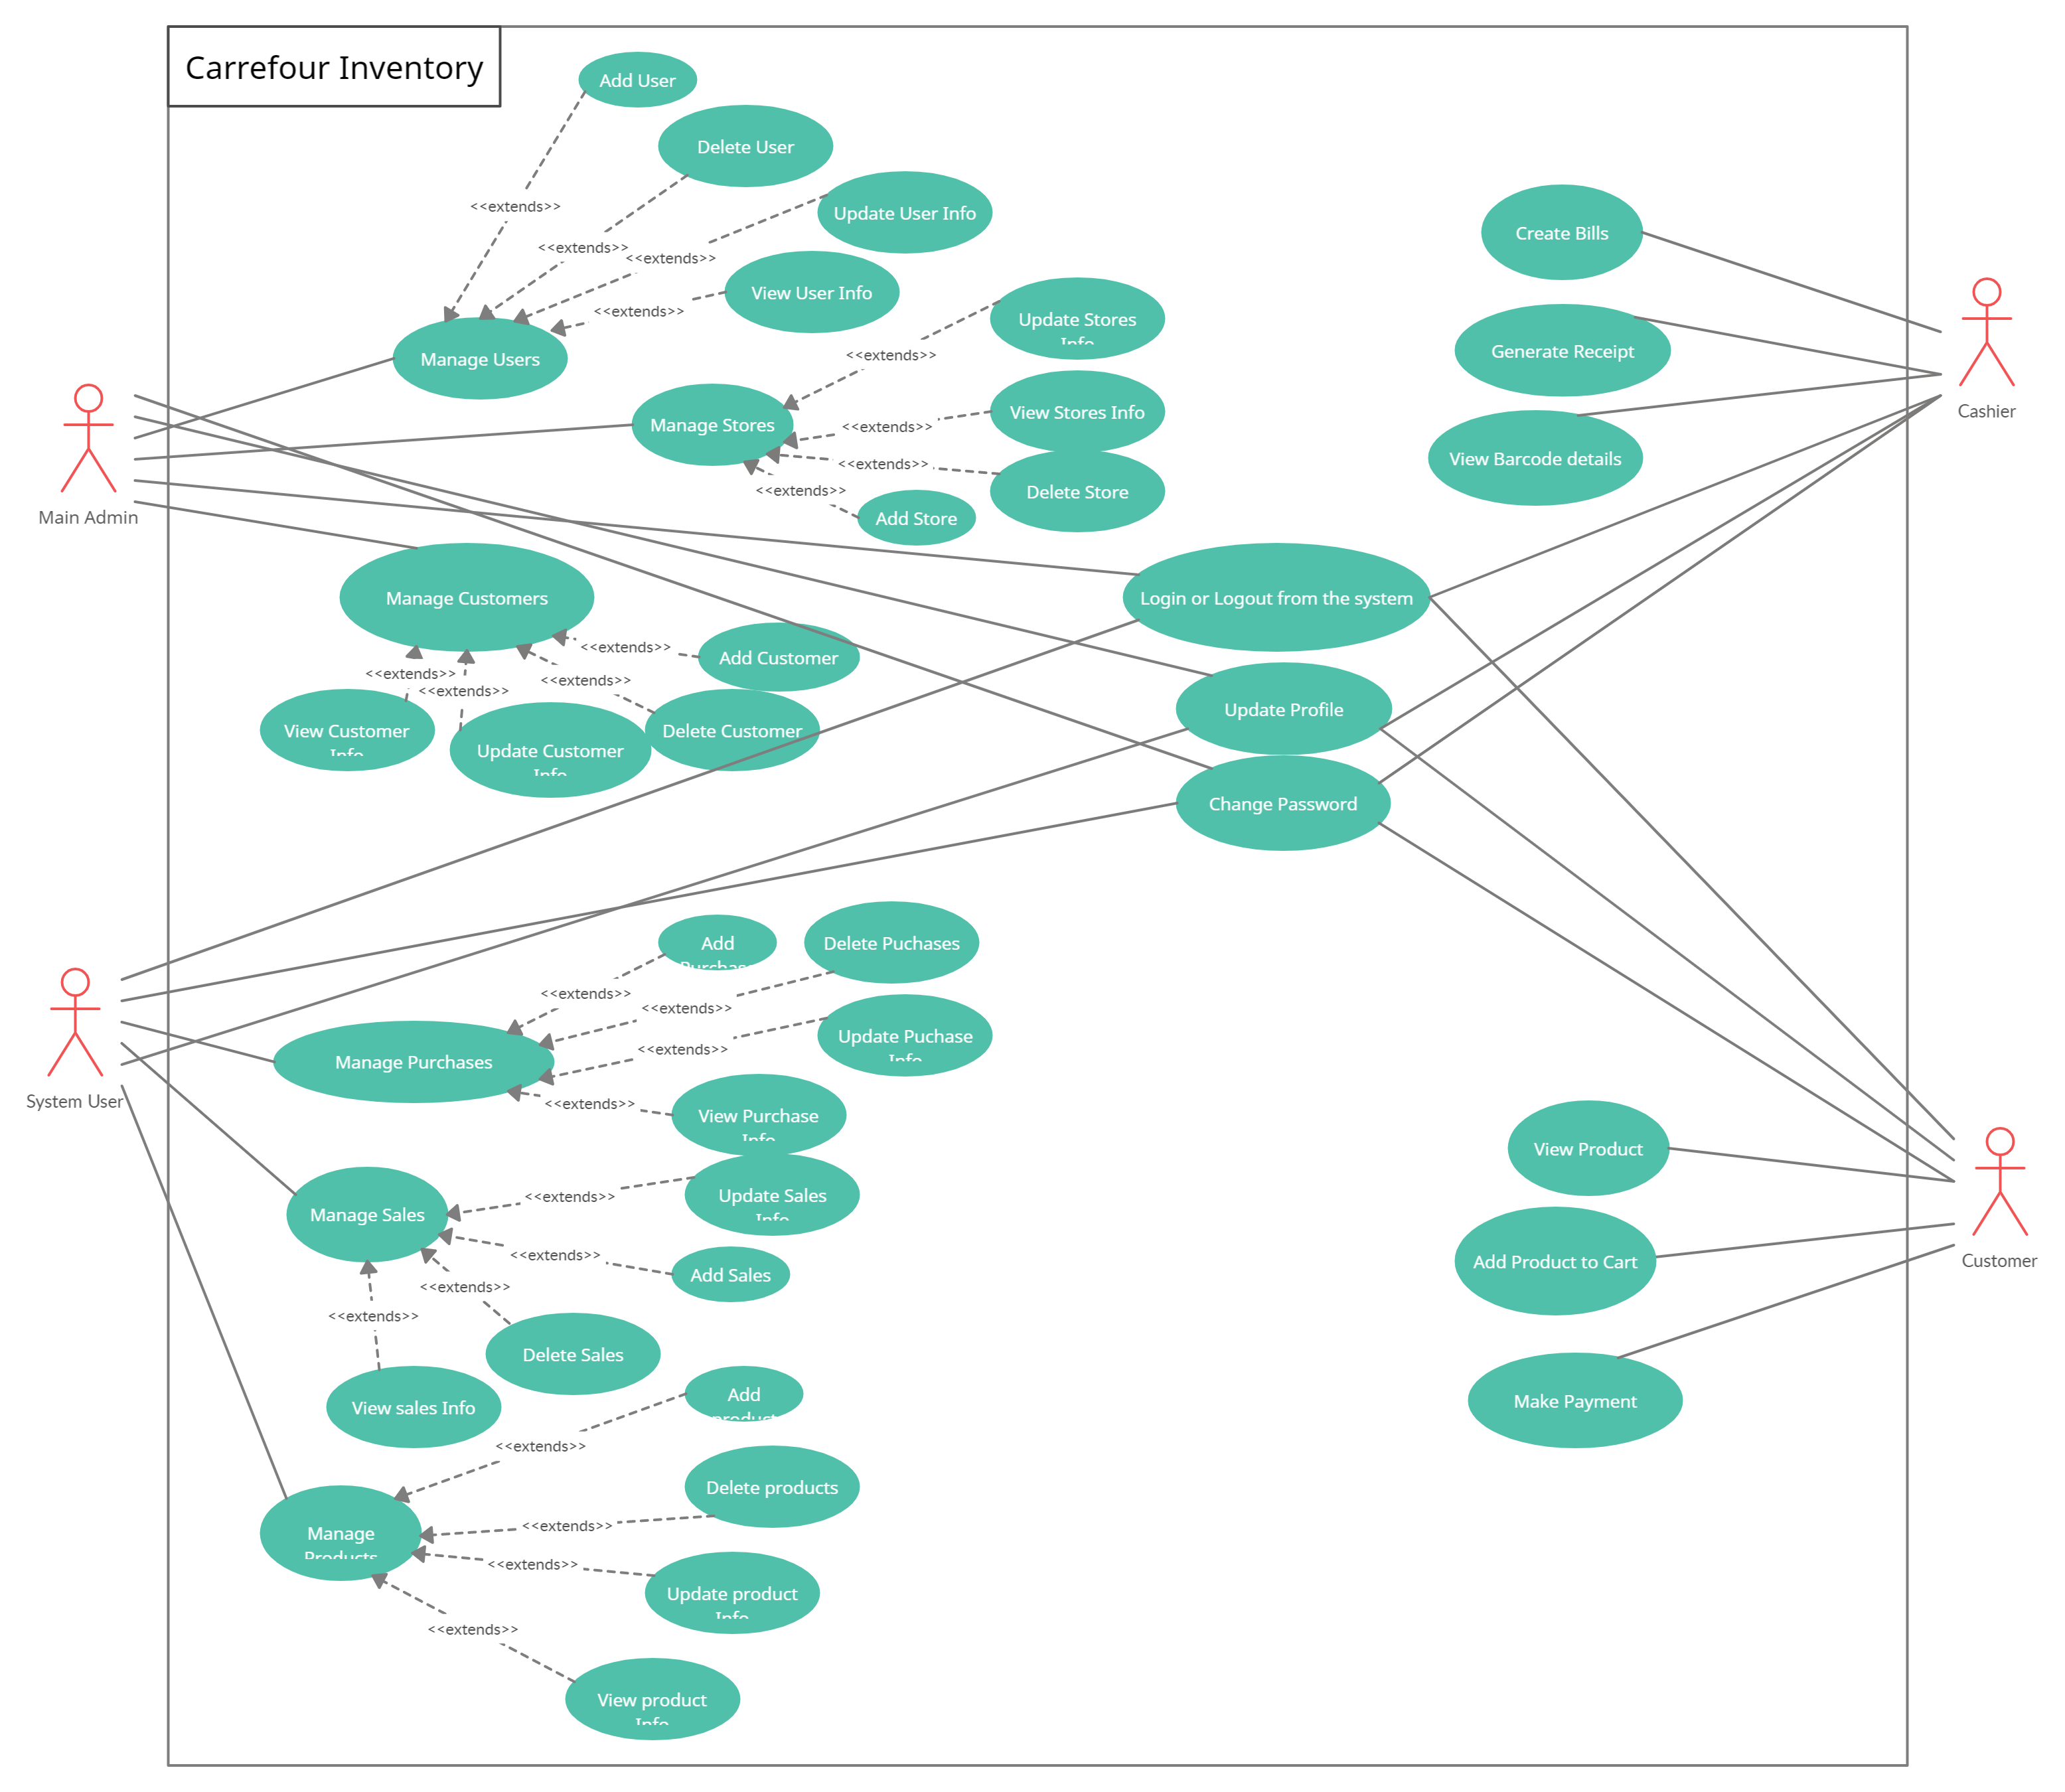 Carrefour Inventory
Add User
Delete User
<<extends>>
Update User Info
Create Bills
<<extends>>
<<extends>>
View User Info
<<extends>>
Update Stores
Info
Generate Receipt
Manage Users
<<extends>>
Cashier
View Stores Info
Manage Stores
<<extends>>
View Barcode details
<<extends>>
<<extends>>
Delete Store
Add Store
Main Admin
Manage Customers
Login or Logout from the system
<<extends>>
Add Customer
<<extends>>
<<extends>>
<<extends>>
Update Profile
View Customer
Info
Update Customer
Info
Delete Customer
Change Password
Add
Purchase
Delete Puchases
<<extends>>
<<extends>>
Update Puchase
Info
<<extends>>
Manage Purchases
System User
<<extends>>
View Purchase
Info
View Product
Manage Sales
<<extends>>
Update Sales
Info
<<extends>>
Add Sales
Add Product to Cart
Customer
<<extends>>
<<extends>>
Delete Sales
View sales Info
Make Payment
Add
product
<<extends>>
Delete products
<<extends>>
Manage
Products
<<extends>>
Update product
Info
<<extends>>
View product
Info